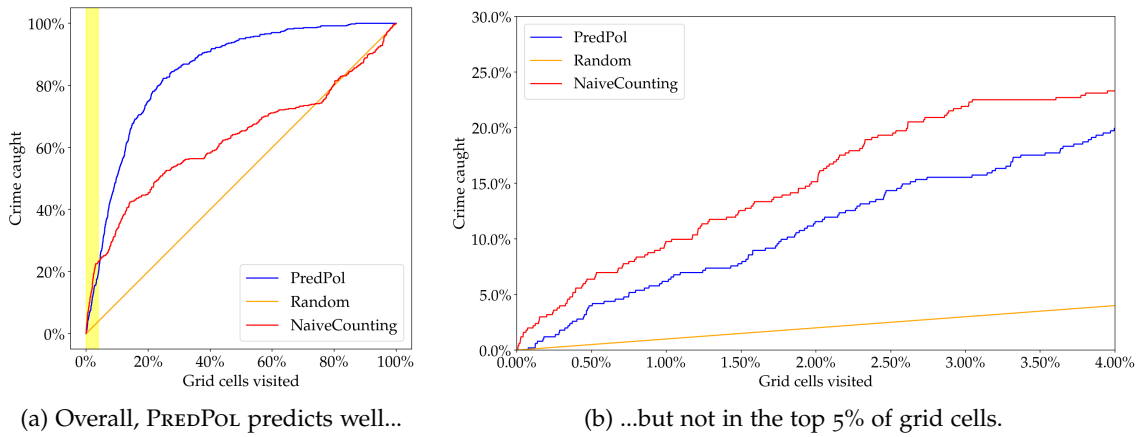 100%
80%
60%
40%
20%
0%
Crime caught
PredPol
Random
NaiveCounting
0%
20%
40%
60%
80%
100%
Grid cells visited
(a) Overall, PREDPOL predicts well...
30.0%
25.0%
20.0%
15.0%
10.0%
5.0%
0.0%
Crime caught
PredPol
Random
NaiveCounting
0.00%
0.50%
1.00%
1.50%
2.00%
2.50%
3.00%
3.50%
4.00%
Grid cells visited
(b) ...but not in the top 5% of grid cells.